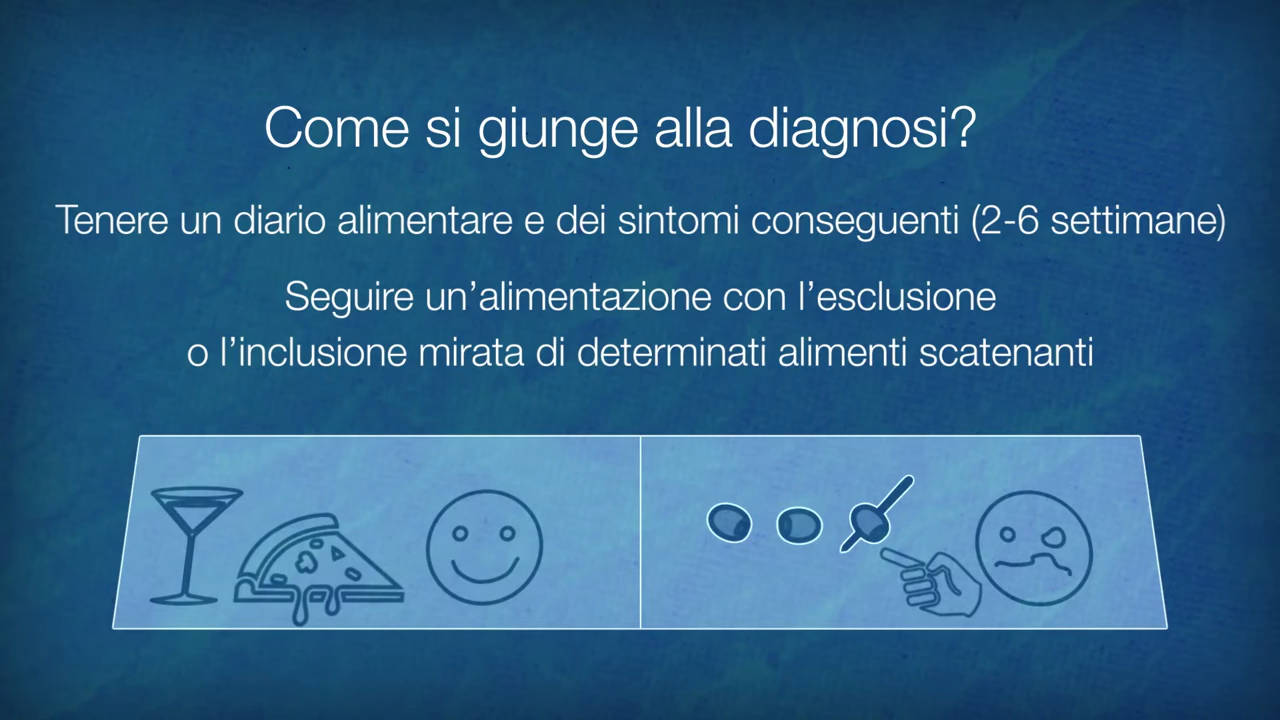 Come si giunge alla diagnosi?
Tenere un diario alimentare e dei sintomi conseguenti (2-6 settimane)
Seguire un’alimentazione con l’esclusione
o l’inclusione mirata di determinati alimenti scatenanti